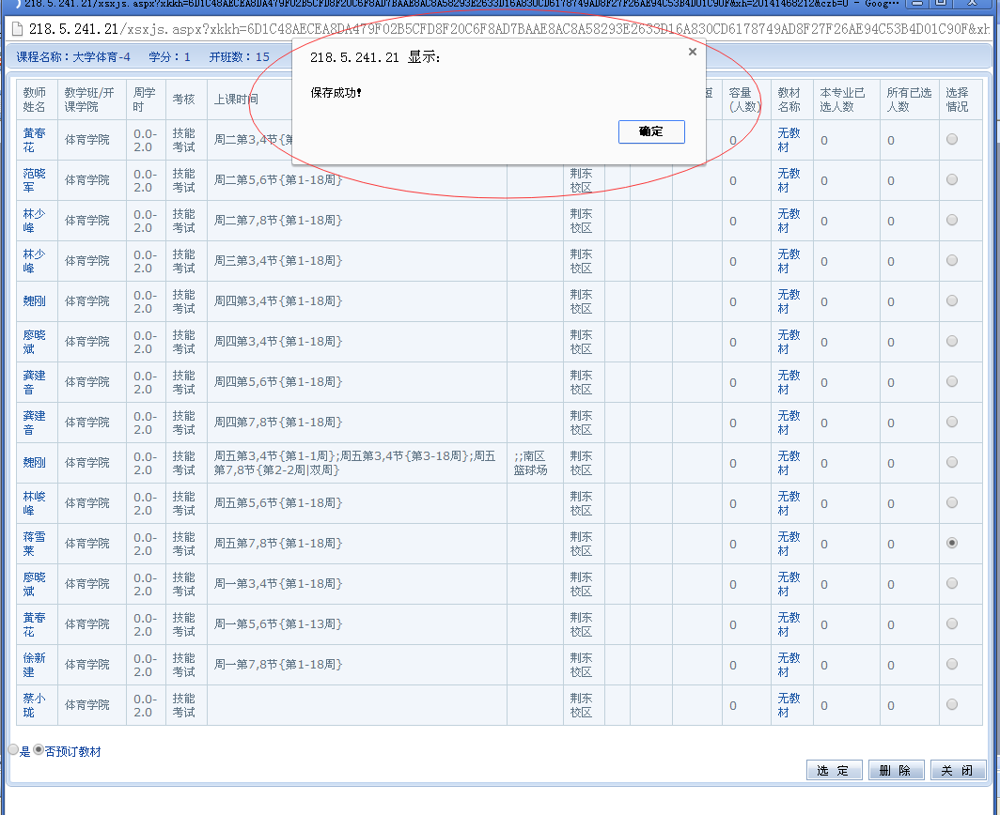 218.5.241.21/xsxjs.aspx?xkkh=6D1C48AECEA8DA479F02B5CFD8F20C6F8AD7BAAE8AC8A58293E2633D16A830CD6178749AD8F27F26AE94C53B4D01C90F&xh=20141468212&czb=0 - Goog…
218.5.241.21/xsxjs.aspx?xkkh=6D1C48AECEA8DA479F02B5CFD8F20C6F8AD7BAAE8AC8A58293E2633D16A830CD6178749AD8F27F26AE94C53B4D01C90F&xh
课程名称：大学体育-4 学分：1 开班数：15
218.5.241.21 显示: ×
保存成功!
确定
教师姓名 教学班/开课学院 周学时 考核 上课时间 短 容量(人数) 教材名称 本专业已选人数 所有已选人数 选择情况
黄春花 体育学院 0.0-2.0 技能考试 周二第3,4节{第 0 无教材 0 0
范晓军 体育学院 0.0-2.0 技能考试 周二第5,6节{第1-18周} 荆东校区 0 无教材 0 0
林少峰 体育学院 0.0-2.0 技能考试 周二第7,8节{第1-18周} 荆东校区 0 无教材 0 0
林少峰 体育学院 0.0-2.0 技能考试 周三第3,4节{第1-18周} 荆东校区 0 无教材 0 0
魏刚 体育学院 0.0-2.0 技能考试 周四第3,4节{第1-18周} 荆东校区 0 无教材 0 0
廖晓斌 体育学院 0.0-2.0 技能考试 周四第3,4节{第1-18周} 荆东校区 0 无教材 0 0
龚建音 体育学院 0.0-2.0 技能考试 周四第5,6节{第1-18周} 荆东校区 0 无教材 0 0
龚建音 体育学院 0.0-2.0 技能考试 周四第7,8节{第1-18周} 荆东校区 0 无教材 0 0
魏刚 体育学院 0.0-2.0 技能考试 周五第3,4节{第1-1周};周五第3,4节{第3-18周};周五第7,8节{第2-2周|双周} ;;南区篮球场 荆东校区 0 无教材 0 0
林峻峰 体育学院 0.0-2.0 技能考试 周五第5,6节{第1-18周} 荆东校区 0 无教材 0 0
蒋雪莱 体育学院 0.0-2.0 技能考试 周五第7,8节{第1-18周} 荆东校区 0 无教材 0 0
廖晓斌 体育学院 0.0-2.0 技能考试 周一第3,4节{第1-18周} 荆东校区 0 无教材 0 0
黄春花 体育学院 0.0-2.0 技能考试 周一第5,6节{第1-13周} 荆东校区 0 无教材 0 0
徐新建 体育学院 0.0-2.0 技能考试 周一第7,8节{第1-18周} 荆东校区 0 无教材 0 0
蔡小珑 体育学院 0.0-2.0 技能考试 荆东校区 0 无教材 0 0
是 否预订教材
选 定 删 除 关 闭